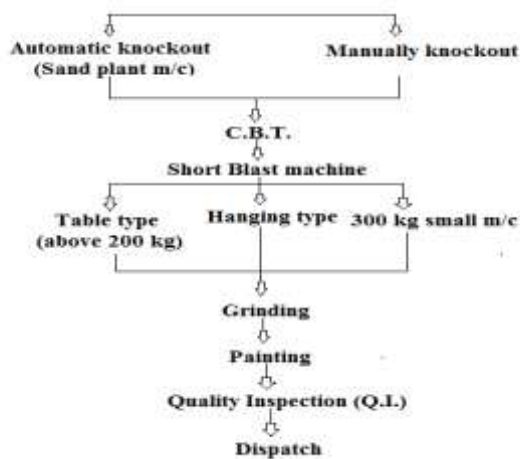 Automatic knockout
(Sand plant m/c)
Manually knockout
C.B.T.
Short Blast machine
Table type
(above 200 kg)
Hanging type
300 kg small m/c
Grinding
Painting
Quality Inspection (Q.I.)
Dispatch